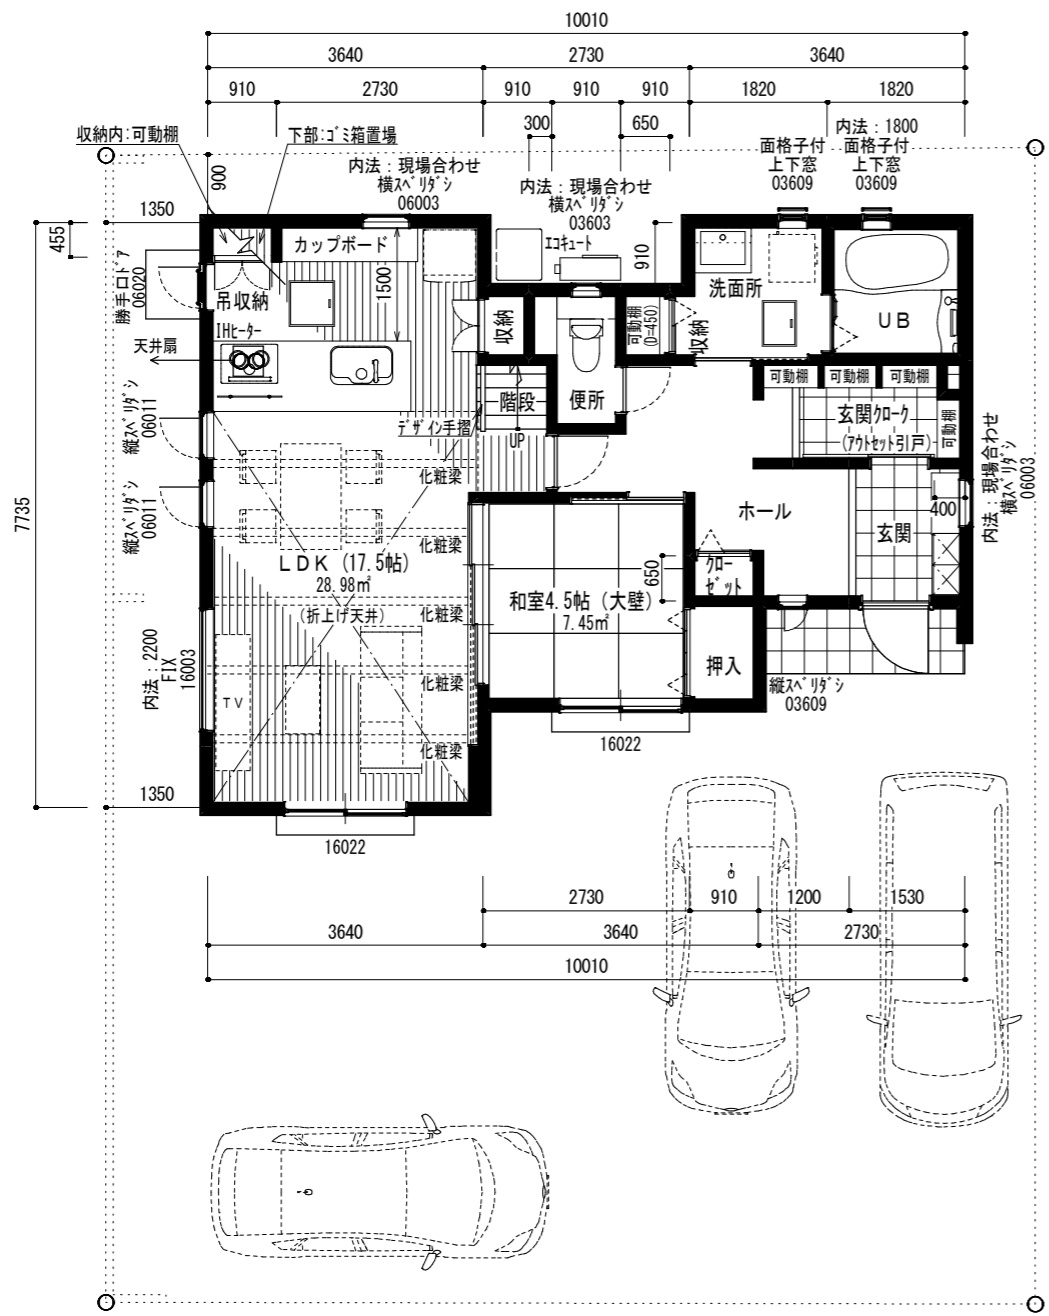 10010
3640
2730
3640
910
2730
910
910
910
1820
1820
300
650
内法:1800
収納内:可動棚
下部:ゴミ箱置場
面格子付
上下窓
03609
面格子付
上下窓
03609
900
内法:現場合わせ
横スベリダシ
06003
内法:現場合わせ
横スベリダシ
03603
1350
455
カップボード
エコキュート
910
1500
洗面所
勝手口ドア
06020
吊収納
収納
可動棚
(D=450)
収納
UB
IHヒーター
天井扇
可動棚
可動棚
可動棚
階段
便所
玄関クローク
(アウトセット引戸)
可動棚
デザイン手摺
UP
縦スベリダシ
06011
化粧梁
内法:現場合わせ
横スベリダシ
06003
7735
縦スベリダシ
06011
400
ホール
玄関
化粧梁
LDK (17.5帖)
28.98㎡
(折上げ天井)
650
クロー
ゼット
和室4.5帖(大壁)
7.45㎡
化粧梁
内法:2200
FIX
16003
押入
縦スベリダシ
03609
化粧梁
TV
16022
化粧梁
1350
16022
2730
910
1200
1530
3640
3640
2730
10010